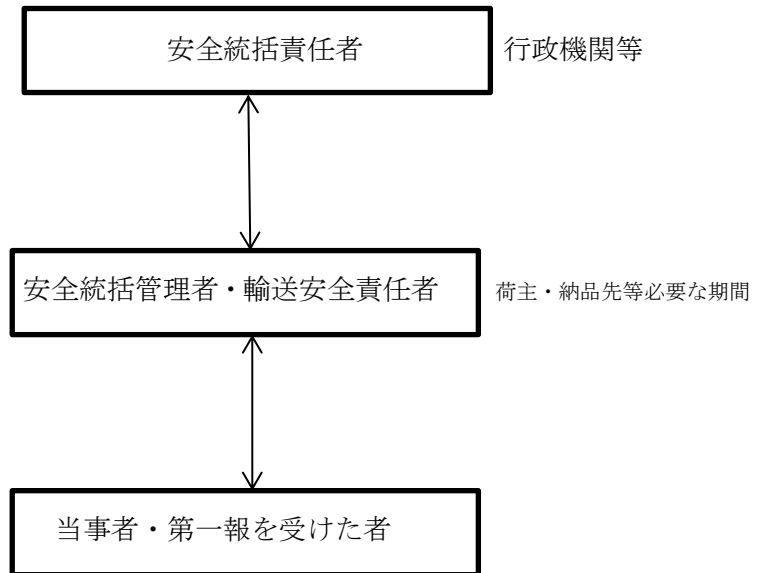 安全統括責任者
行政機関等
安全統括管理者・輸送安全責任者
荷主・納品先等必要な期間
当事者・第一報を受けた者